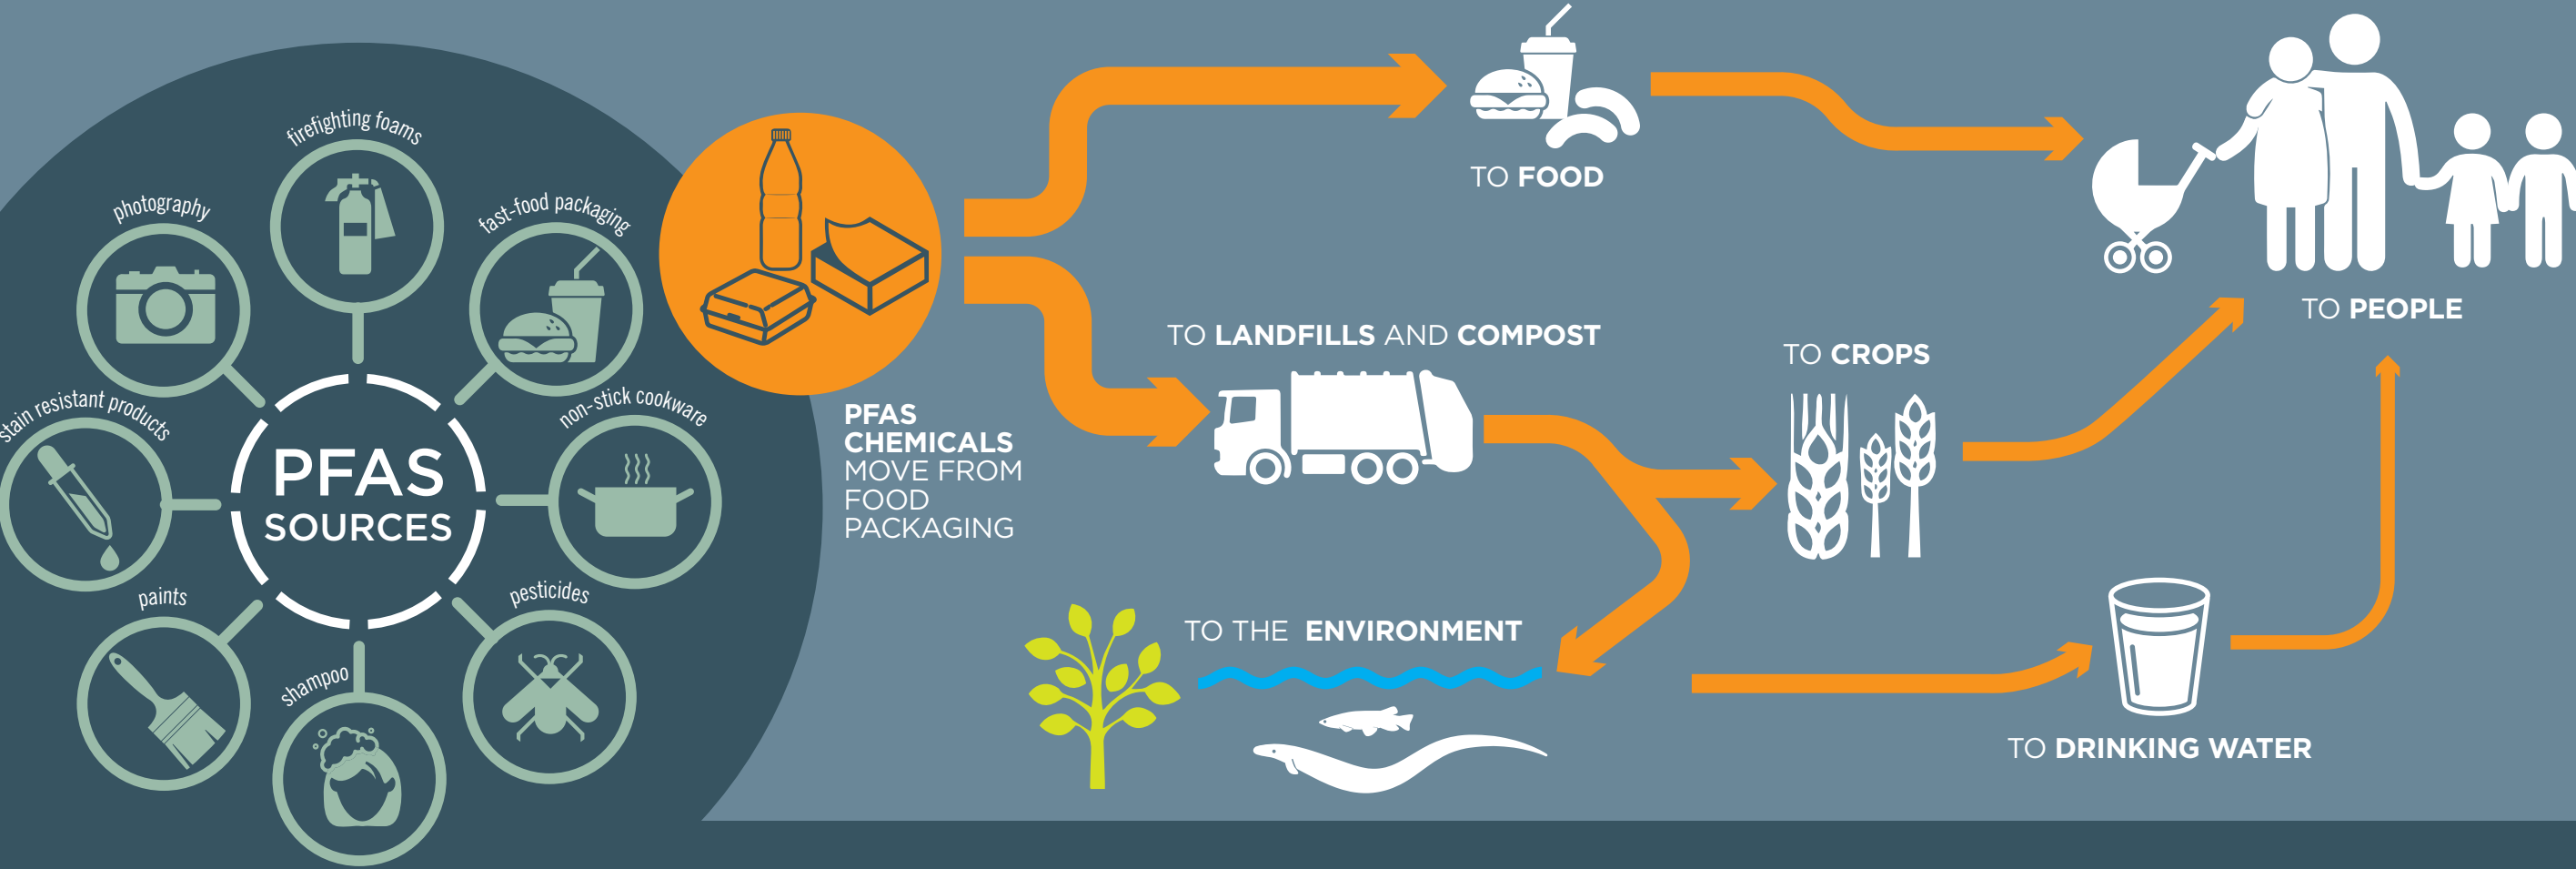 firefighting foams
photography
fast-food packaging
stain resistant products
non-stick cookware
PFAS
SOURCES
paints
pesticides
shampoo
PFAS
CHEMICALS
MOVE FROM
FOOD
PACKAGING
TO FOOD
TO LANDFILLS AND COMPOST
TO CROPS
TO THE ENVIRONMENT
TO DRINKING WATER
TO PEOPLE